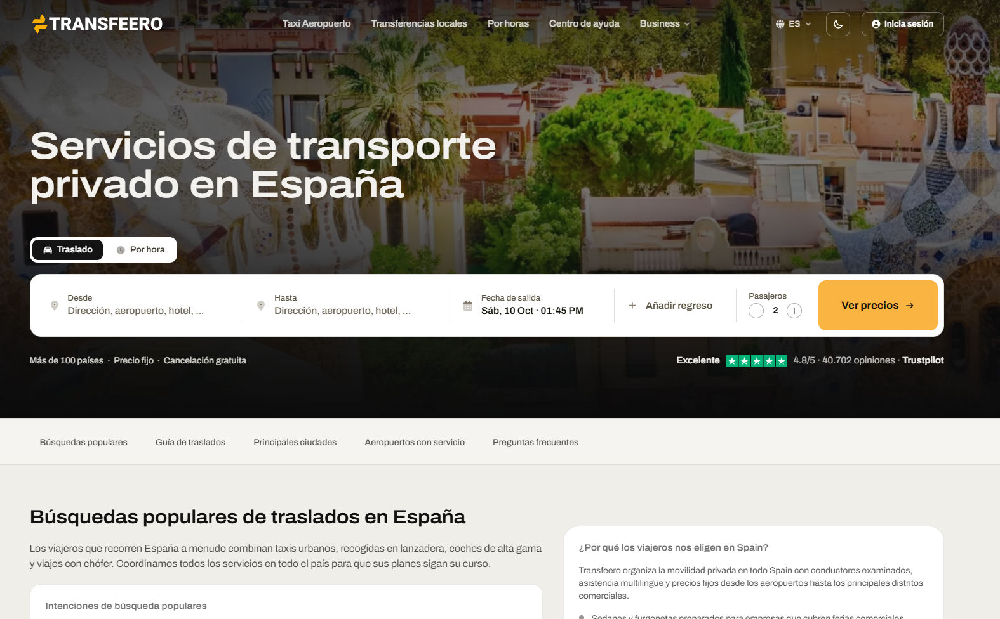 TRANSFEERO
Taxi Aeropuerto
Transferencias locales
Por horas
Centro de ayuda
Business
ES
Inicia sesión
Servicios de transporte
privado en España
Traslado
Por hora
Desde
Dirección, aeropuerto, hotel, ...
Hasta
Dirección, aeropuerto, hotel, ...
Fecha de salida
Sáb, 10 Oct · 01:45 PM
Añadir regreso
Pasajeros
2
Ver precios
Más de 100 países · Precio fijo · Cancelación gratuita
Excelente 4.8/5 · 40.702 opiniones · Trustpilot
Búsquedas populares
Guía de traslados
Principales ciudades
Aeropuertos con servicio
Preguntas frecuentes
Búsquedas populares de traslados en España
Los viajeros que recorren España a menudo combinan taxis urbanos, recogidas en lanzadera, coches de alta gama
y viajes con chófer. Coordinamos todos los servicios en todo el país para que sus planes sigan su curso.
Intenciones de búsqueda populares
¿Por qué los viajeros nos eligen en Spain?
Transfeero organiza la movilidad privada en todo Spain con conductores examinados,
asistencia multilingüe y precios fijos desde los aeropuertos hasta los principales distritos
comerciales.
Sedanes y furgonetas preparados para empresas que cubren ferias comerciales